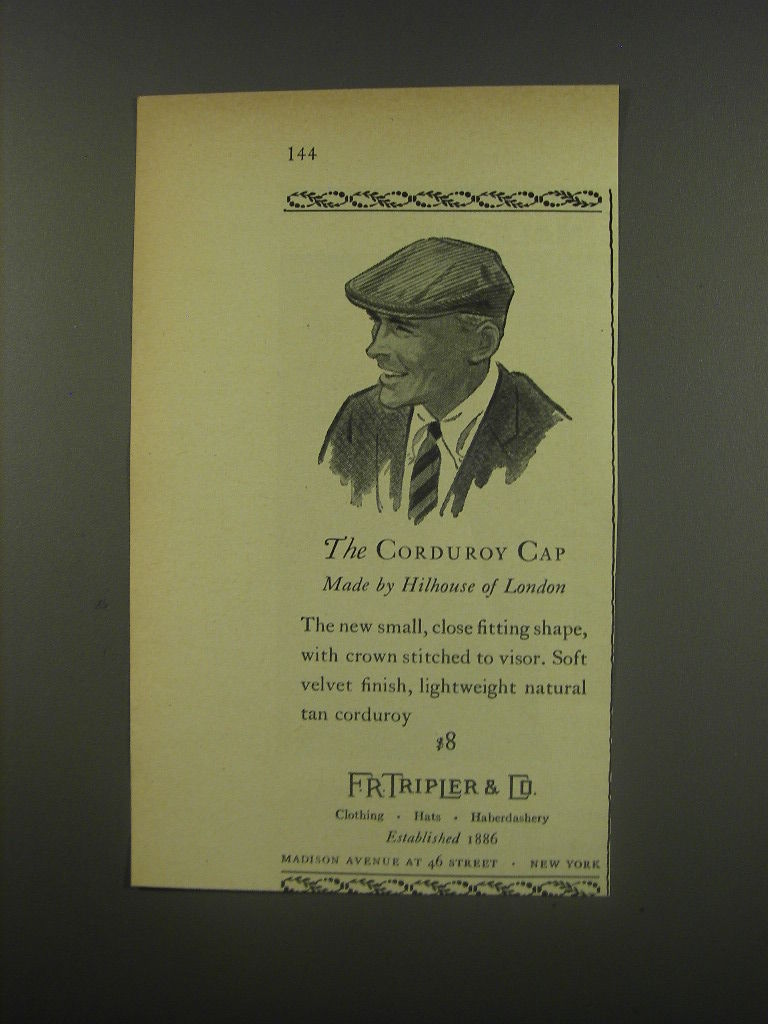 144
The CORDUROY CAP
Made by Hilhouse of London
The new small, close fitting shape,
with crown stitched to visor. Soft
velvet finish, lightweight natural
tan corduroy
$8
F.R. TRIPLER & CO.
Clothing · Hats · Haberdashery
Established 1886
MADISON AVENUE AT 46 STREET · NEW YORK